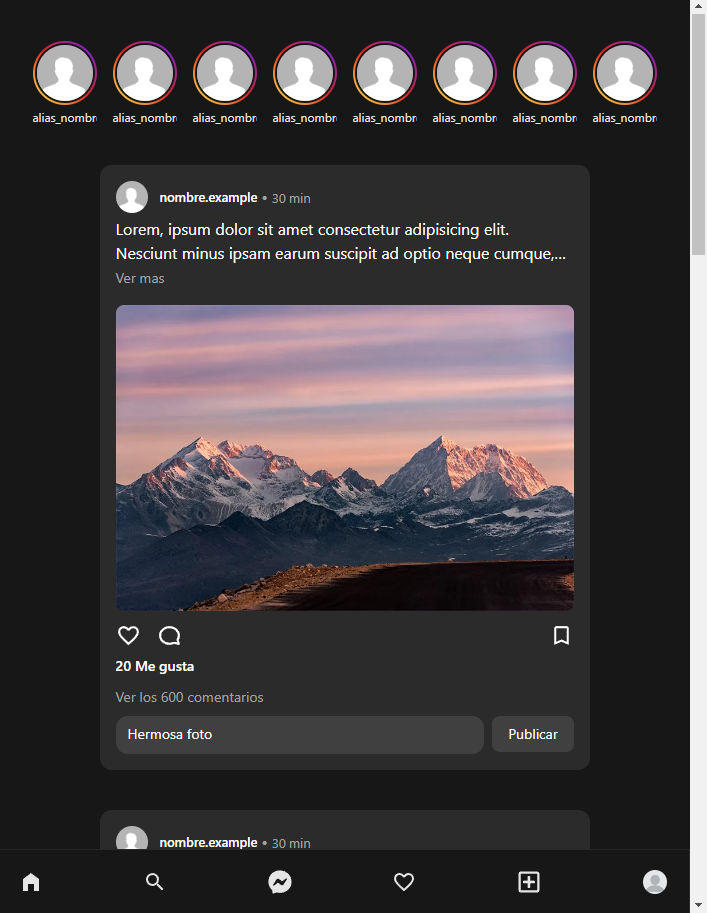 alias_nombr alias_nombr alias_nombr alias_nombr alias_nombr alias_nombr alias_nombr alias_nombr
nombre.example • 30 min
Lorem, ipsum dolor sit amet consectetur adipisicing elit.
Nesciunt minus ipsam earum suscipit ad optio neque cumque,...
Ver mas
20 Me gusta
Ver los 600 comentarios
Hermosa foto Publicar
nombre.example • 30 min